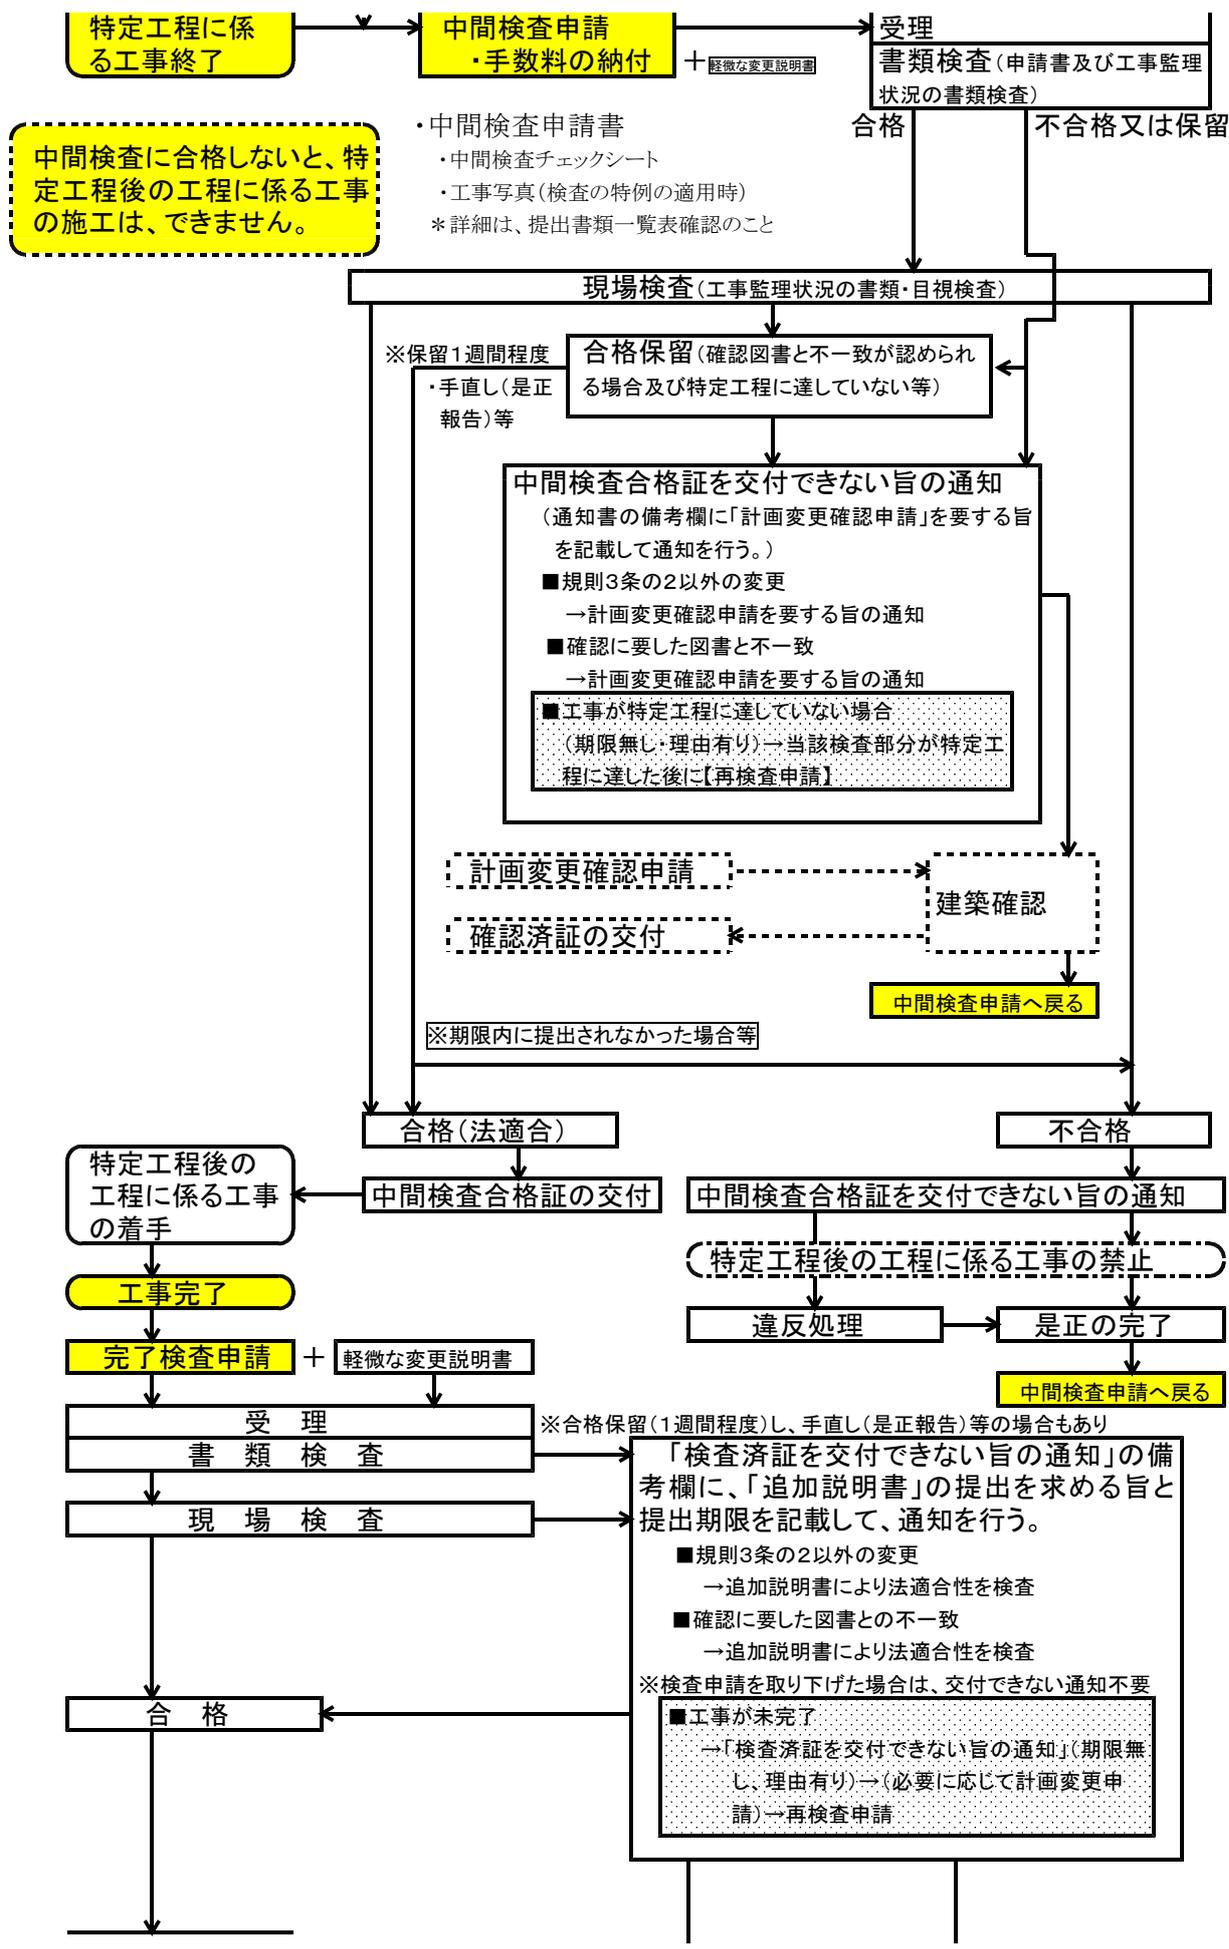 特定工程に係
る工事終了
中間検査申請
・手数料の納付
＋軽微な変更説明書
受理
書類検査（申請書及び工事監理
状況の書類検査）
合格
不合格又は保留
中間検査に合格しないと、特
定工程後の工程に係る工事
の施工は、できません。
・中間検査申請書
・中間検査チェックシート
・工事写真（検査の特例の適用時）
＊詳細は、提出書類一覧表確認のこと
現場検査（工事監理状況の書類・目視検査）
※保留１週間程度
・手直し（是正
報告）等
合格保留（確認図書と不一致が認められ
る場合及び特定工程に達していない等）
中間検査合格証を交付できない旨の通知
（通知書の備考欄に「計画変更確認申請」を要する旨
を記載して通知を行う。）
■規則３条の２以外の変更
→計画変更確認申請を要する旨の通知
■確認に要した図書と不一致
→計画変更確認申請を要する旨の通知
■工事が特定工程に達していない場合
（期限無し・理由有り）→当該検査部分が特定工
程に達した後に【再検査申請】
計画変更確認申請
建築確認
確認済証の交付
中間検査申請へ戻る
※期限内に提出されなかった場合等
合格（法適合）
不合格
特定工程後の
工程に係る工事
の着手
中間検査合格証の交付
中間検査合格証を交付できない旨の通知
特定工程後の工程に係る工事の禁止
工事完了
違反処理
是正の完了
完了検査申請
＋
軽微な変更説明書
中間検査申請へ戻る
受　理
※合格保留（１週間程度）し、手直し（是正報告）等の場合もあり
書　類　検　査
現　場　検　査
「検査済証を交付できない旨の通知」の備
考欄に、「追加説明書」の提出を求める旨と
提出期限を記載して、通知を行う。
■規則３条の２以外の変更
→追加説明書により法適合性を検査
■確認に要した図書との不一致
→追加説明書により法適合性を検査
※検査申請を取り下げた場合は、交付できない通知不要
合　格
■工事が未完了
→「検査済証を交付できない旨の通知」（期限無
し、理由有り）→（必要に応じて計画変更申
請）→再検査申請